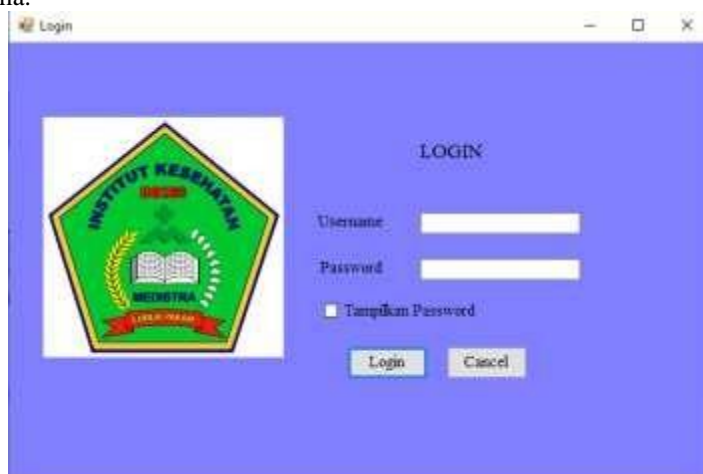 Login
INSTITUT KESEHATAN
MEDISTRA
LOGIN
Username
Password
Tampilkan Password
Login
Cancel